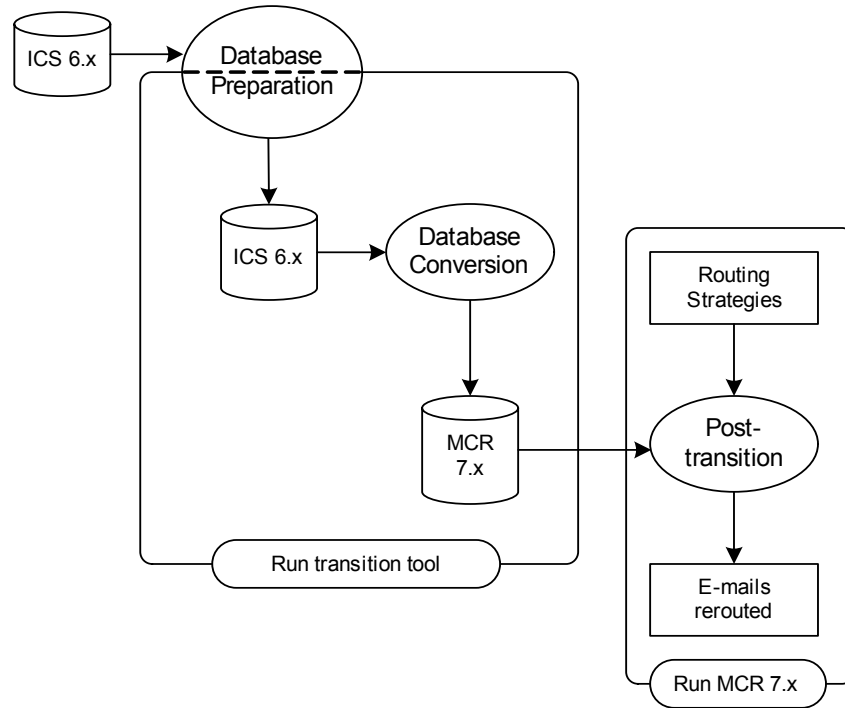 ICS 6.x
Database
Preparation
ICS 6.x
Database
Conversion
Routing
Strategies
MCR
7.x
Post-
transition
Run transition tool
E-mails
rerouted
Run MCR 7.x